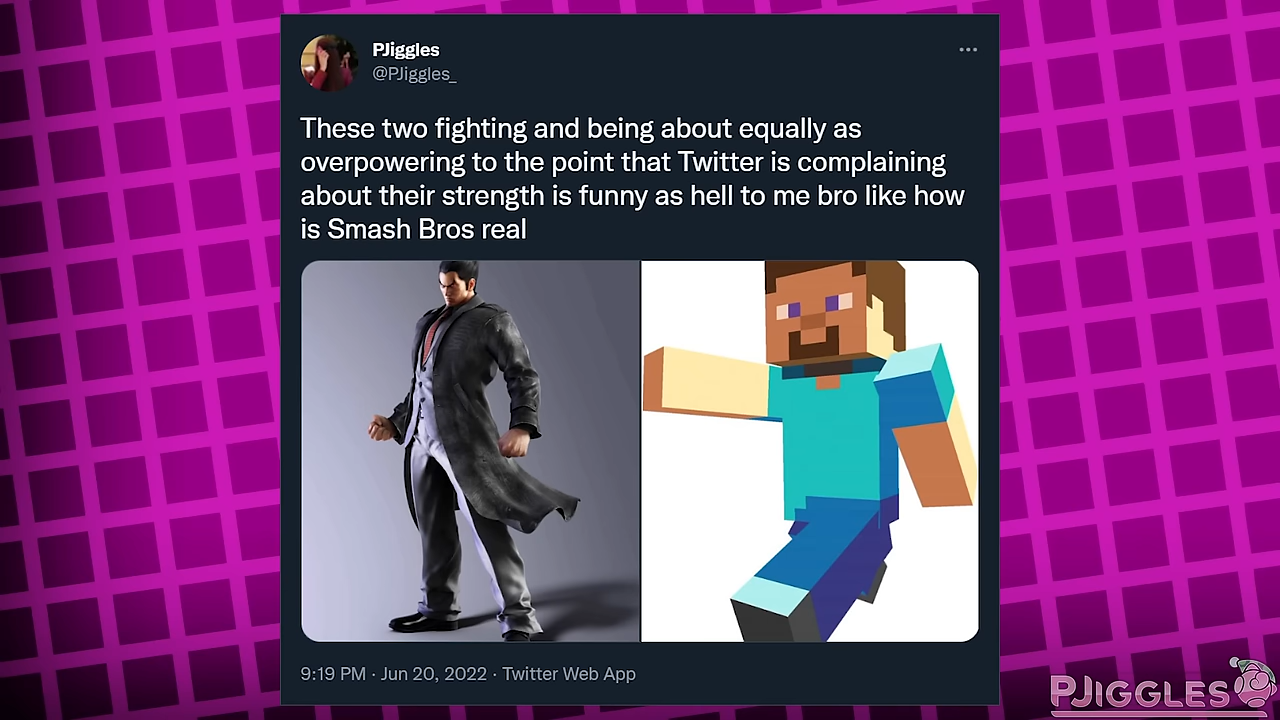 PJiggles
@PJiggles_
These two fighting and being about equally as
overpowering to the point that Twitter is complaining
about their strength is funny as hell to me bro like how
is Smash Bros real
9:19 PM · Jun 20, 2022 · Twitter Web App
PJIGGLES